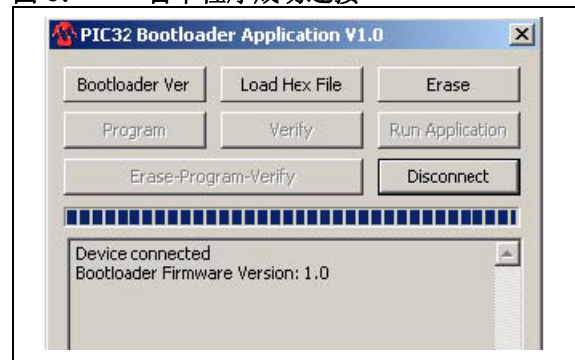 PIC32 Bootloader Application V1.0
Bootloader Ver Load Hex File Erase
Program Verify Run Application
Erase-Program-Verify Disconnect
Device connected
Bootloader Firmware Version: 1.0